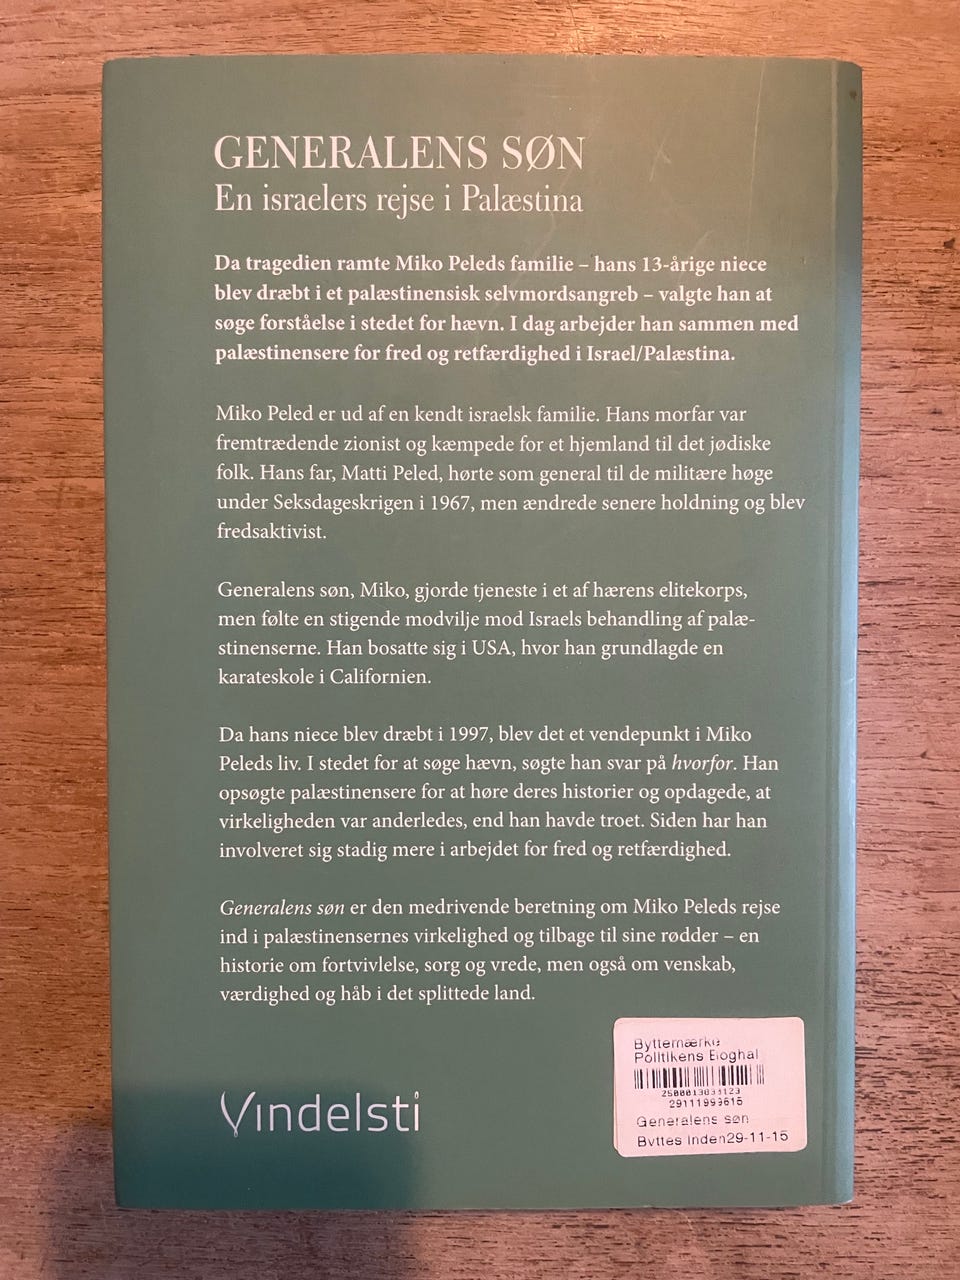 GENERALENS SØN
En israelers rejse i Palæstina
Da tragedien ramte Miko Peleds familie – hans 13-årige niece
blev dræbt i et palæstinensisk selvmordsangreb – valgte han at
søge forståelse i stedet for hævn. I dag arbejder han sammen med
palæstinensere for fred og retfærdighed i Israel/Palæstina.
Miko Peled er ud af en kendt israelsk familie. Hans morfar var
fremtrædende zionist og kæmpede for et hjemland til det jødiske
folk. Hans far, Matti Peled, hørte som general til de militære høge
under Seksdageskrigen i 1967, men ændrede senere holdning og blev
fredsaktivist.
Generalens søn, Miko, gjorde tjeneste i et af hærens elitekorps,
men følte en stigende modvilje mod Israels behandling af palæ-
stinenserne. Han bosatte sig i USA, hvor han grundlagde en
karateskole i Californien.
Da hans niece blev dræbt i 1997, blev det et vendepunkt i Miko
Peleds liv. I stedet for at søge hævn, søgte han svar på hvorfor. Han
opsøgte palæstinensere for at høre deres historier og opdagede, at
virkeligheden var anderledes, end han havde troet. Siden har han
involveret sig stadig mere i arbejdet for fred og retfærdighed.
Generalens søn er den medrivende beretning om Miko Peleds rejse
ind i palæstinensernes virkelighed og tilbage til sine rødder – en
historie om fortvivlelse, sorg og vrede, men også om venskab,
værdighed og håb i det splittede land.
Vindelsti
Byttemærke
Politikens Boghal
29111999615
Generalens søn
Byttes inden29-11-15